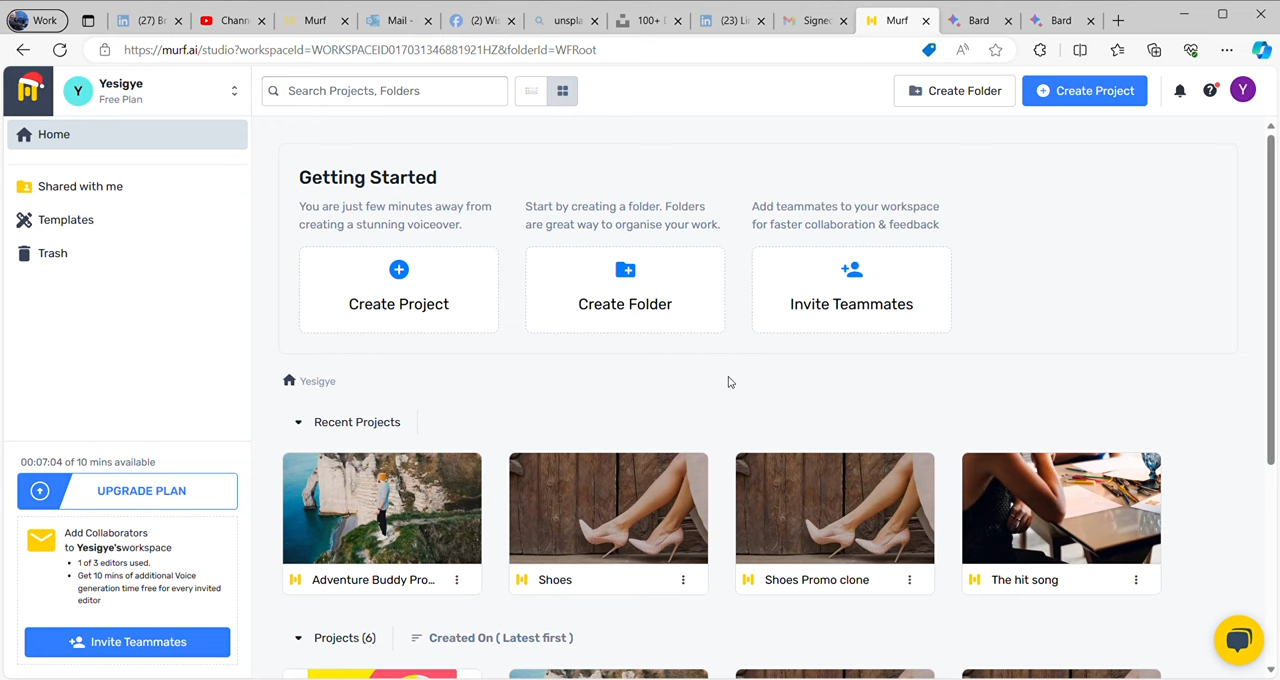 Work
(27) Br
Chann
Murf
Mail -
(2) Wis
unspla
100+ D
(23) Lir
Signed
Murf
Bard
Bard
https://murf.ai/studio?workspaceId=WORKSPACEID017031346881921HZ&folderId=WFRoot
Y
Yesigye
Free Plan
Search Projects, Folders
Create Folder
Create Project
Y
Home
Shared with me
Templates
Trash
Getting Started
You are just few minutes away from
creating a stunning voiceover.
Create Project
Start by creating a folder. Folders
are great way to organise your work.
Create Folder
Add teammates to your workspace
for faster collaboration & feedback
Invite Teammates
Yesigye
Recent Projects
Adventure Buddy Pro...
Shoes
Shoes Promo clone
The hit song
Projects (6)
Created On ( Latest first )
00:07:04 of 10 mins available
UPGRADE PLAN
Add Collaborators
to Yesigye'sworkspace
• 1 of 3 editors used.
• Get 10 mins of additional Voice
generation time free for every invited
editor
Invite Teammates